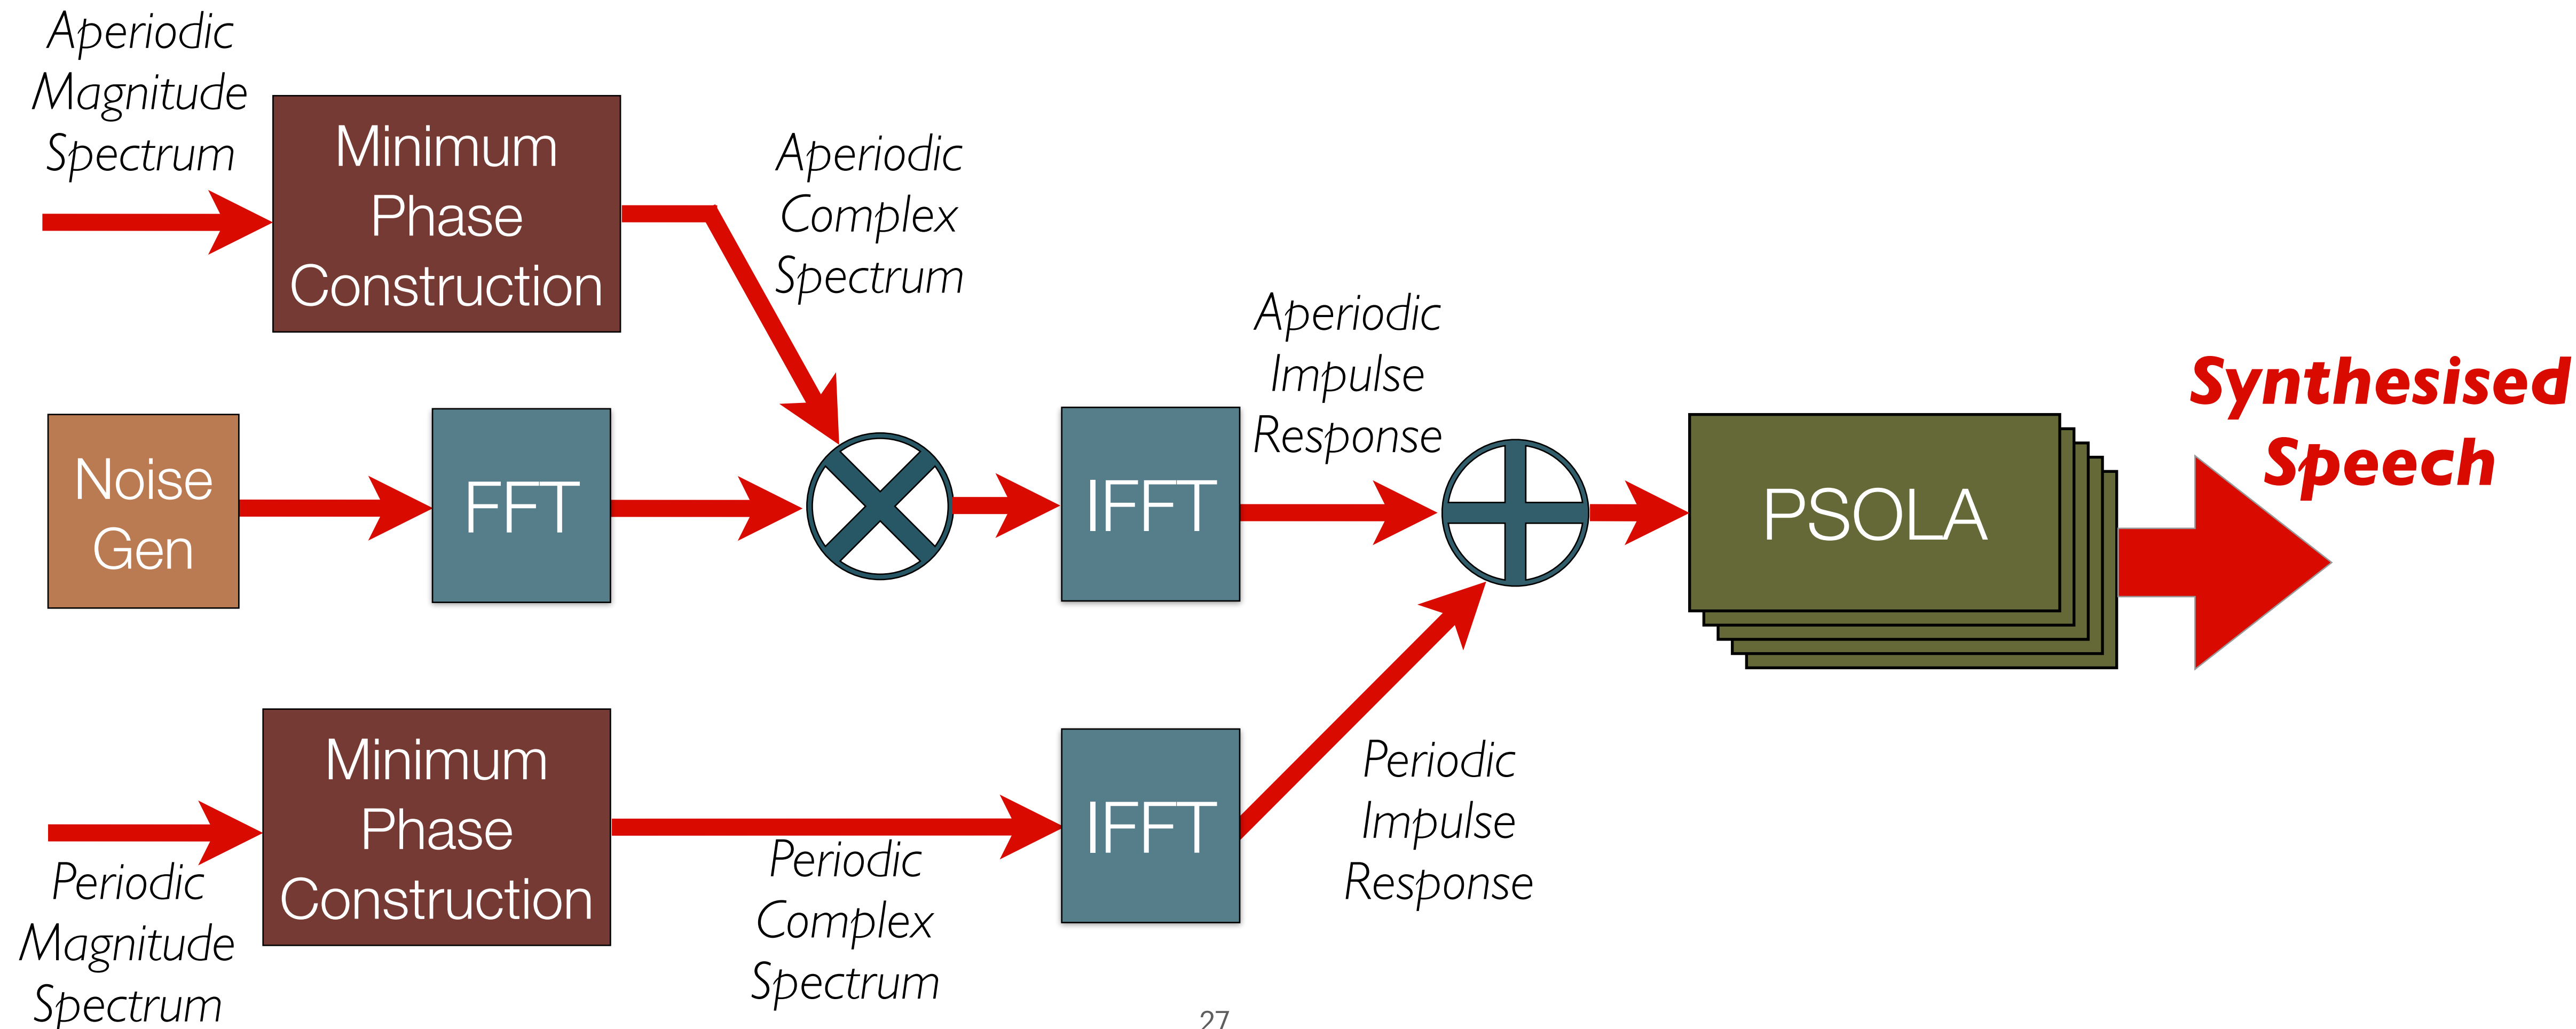 Aperiodic
Magnitude
Spectrum
Minimum
Phase
Construction
Aperiodic
Complex
Spectrum
Noise
Gen
FFT
IFFT
Aperiodic
Impulse
Response
PSOLA
Synthesised
Speech
Periodic
Magnitude
Spectrum
Minimum
Phase
Construction
Periodic
Complex
Spectrum
IFFT
Periodic
Impulse
Response
27